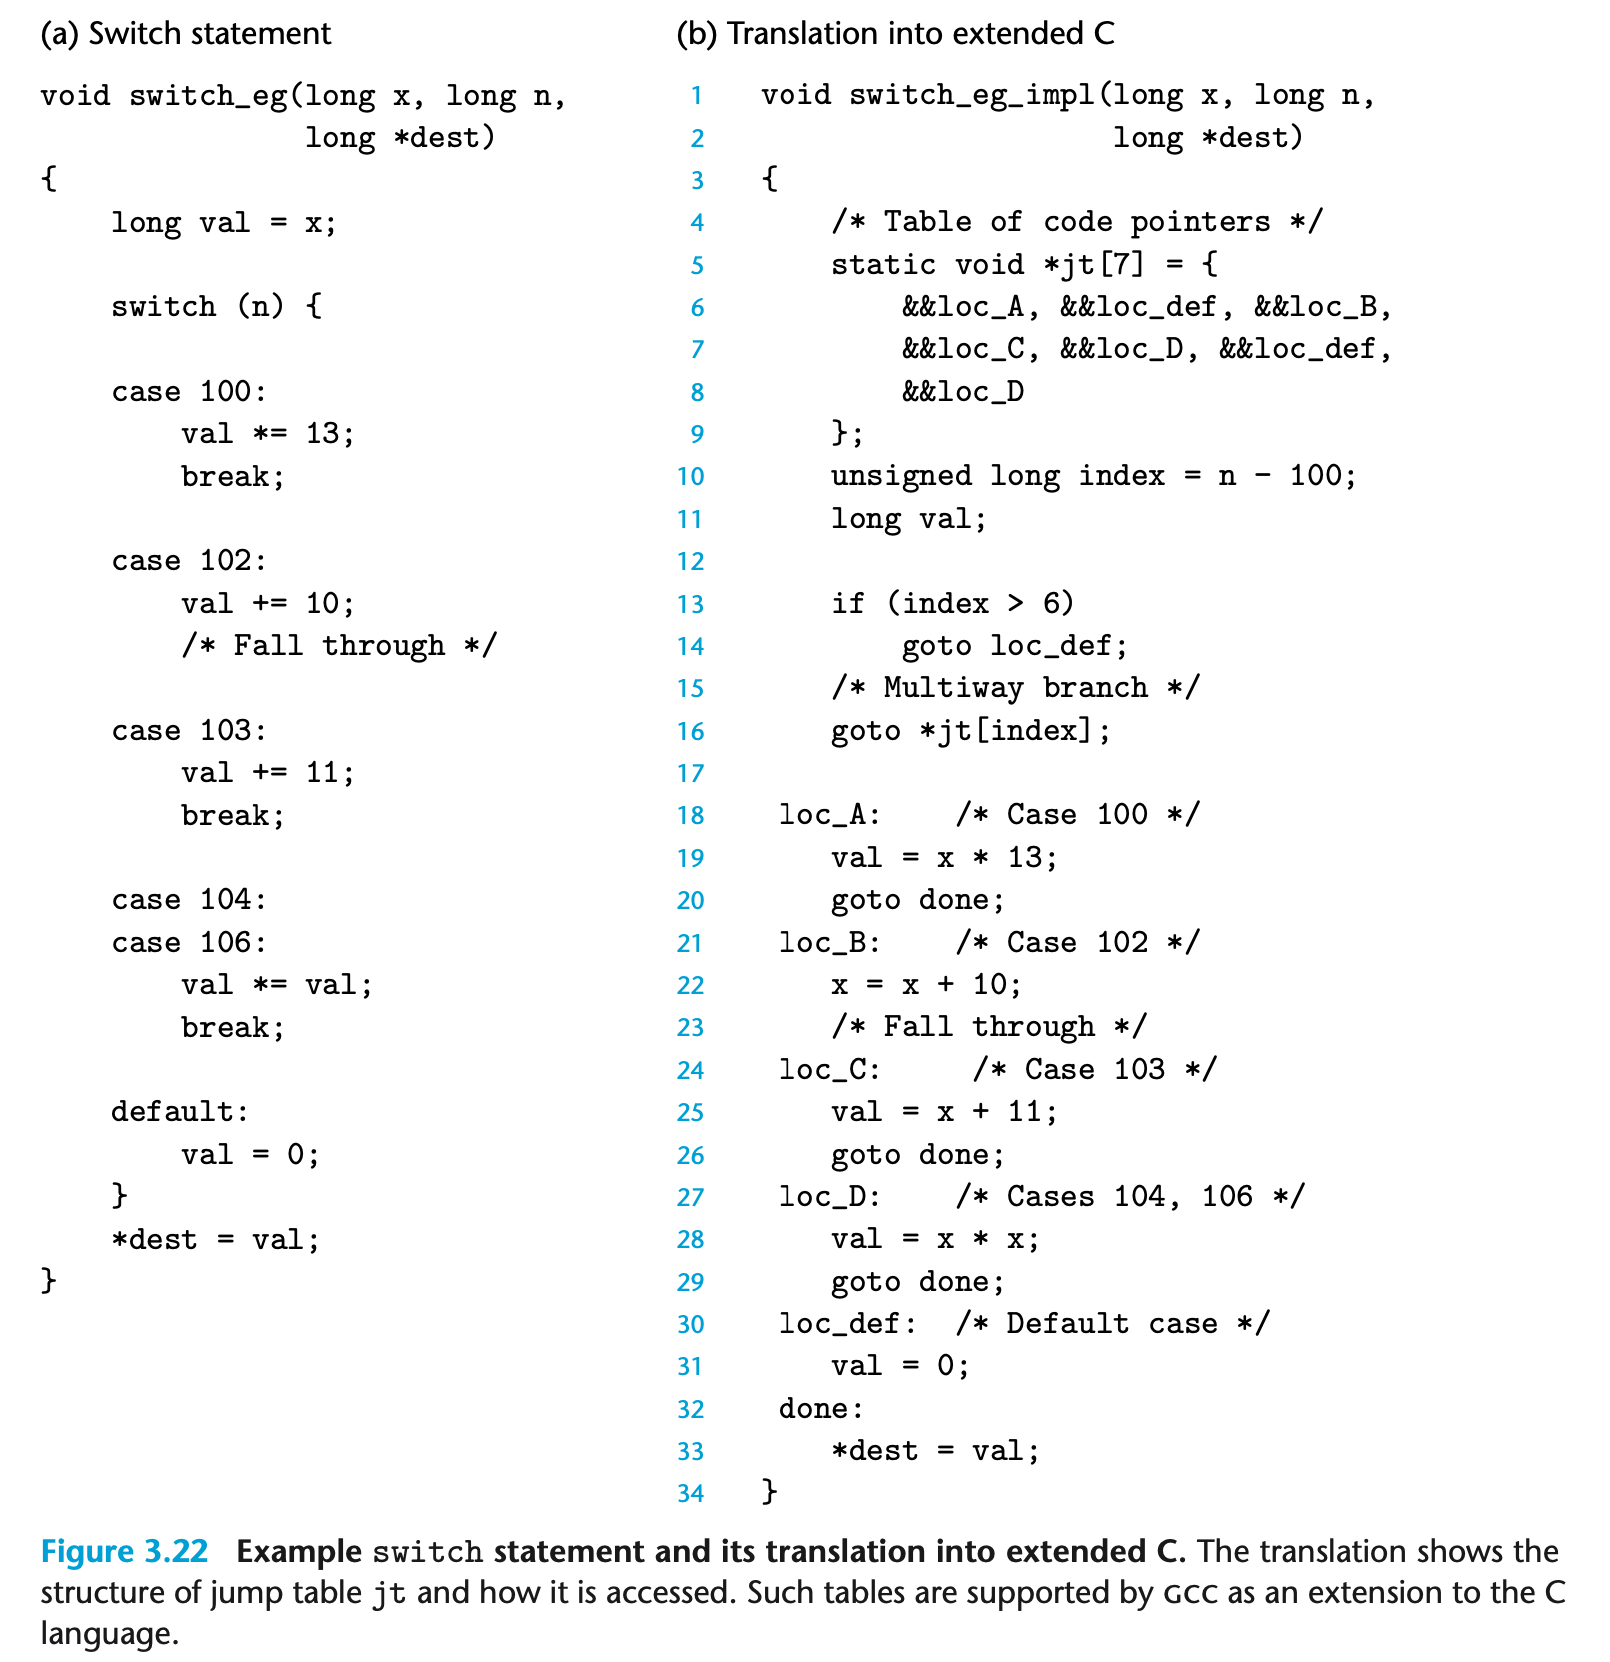 (a) Switch statement
void switch_eg(long x, long n,
               long *dest)
{
    long val = x;

    switch (n) {

    case 100:
        val *= 13;
        break;

    case 102:
        val += 10;
        /* Fall through */

    case 103:
        val += 11;
        break;

    case 104:
    case 106:
        val *= val;
        break;

    default:
        val = 0;
    }
    *dest = val;
}
(b) Translation into extended C
1 void switch_eg_impl(long x, long n,
2                     long *dest)
3 {
4     /* Table of code pointers */
5     static void *jt[7] = {
6         &&loc_A, &&loc_def, &&loc_B,
7         &&loc_C, &&loc_D, &&loc_def,
8         &&loc_D
9     };
10     unsigned long index = n - 100;
11     long val;
12
13     if (index > 6)
14         goto loc_def;
15     /* Multiway branch */
16     goto *jt[index];
17
18  loc_A:    /* Case 100 */
19     val = x * 13;
20     goto done;
21  loc_B:    /* Case 102 */
22     x = x + 10;
23     /* Fall through */
24  loc_C:     /* Case 103 */
25     val = x + 11;
26     goto done;
27  loc_D:    /* Cases 104, 106 */
28     val = x * x;
29     goto done;
30  loc_def:  /* Default case */
31     val = 0;
32  done:
33     *dest = val;
34 }
Figure 3.22 Example switch statement and its translation into extended C. The translation shows the
structure of jump table jt and how it is accessed. Such tables are supported by GCC as an extension to the C
language.